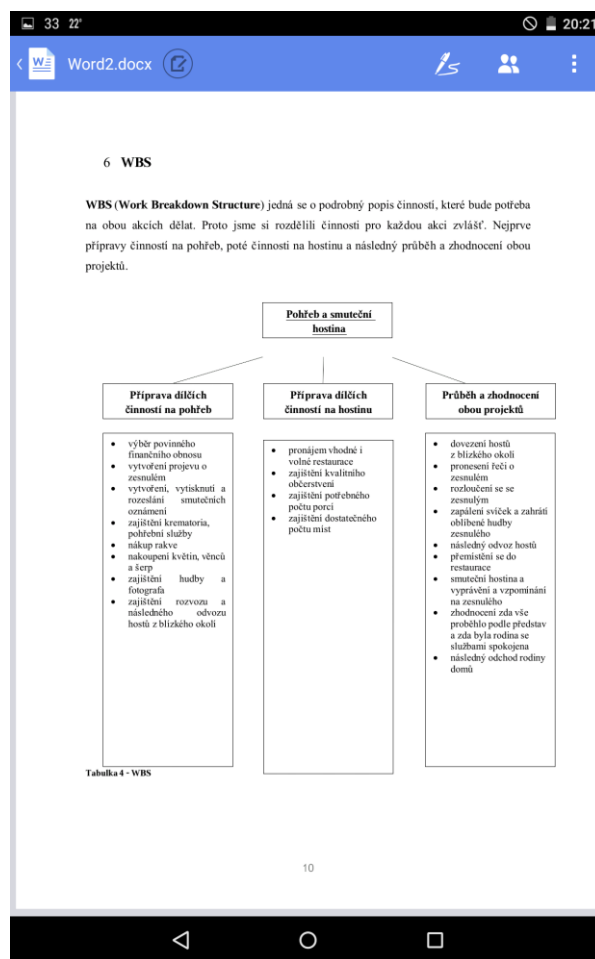 33 22°
20:21
W
Word2.docx
6 WBS
WBS (Work Breakdown Structure) jedná se o podrobný popis činností, které bude potřeba
na obou akcích dělat. Proto jsme si rozdělili činnosti pro každou akci zvlášť. Nejprve
přípravy činností na pohřeb, poté činnosti na hostinu a následný průběh a zhodnocení obou
projektů.
Pohřeb a smuteční
hostina
Příprava dílčích
činností na pohřeb
Příprava dílčích
činností na hostinu
Průběh a zhodnocení
obou projektů
• výběr povinného
finančního obnosu
• vytvoření projevu o
zesnulém
• vytvoření, vytisknutí a
rozeslání smutečních
oznámení
• zajištění krematoria,
pohřební služby
• nákup rakve
• nakoupení květin, věnců
a šerp
• zajištění hudby a
fotografa
• zajištění rozvozu a
následného odvozu
hostů z blízkého okolí
• pronájem vhodné i
volné restaurace
• zajištění kvalitního
občerstvení
• zajištění potřebného
počtu porcí
• zajištění dostatečného
počtu míst
• dovezení hostů
z blízkého okolí
• pronesení řeči o
zesnulém
• rozloučení se se
zesnulým
• zapálení svíček a zahrátí
oblíbené hudby
zesnulého
• následný odvoz hostů
• přemístění se do
restaurace
• smuteční hostina a
vyprávění a vzpomínání
na zesnulého
• zhodnocení zda vše
proběhlo podle představ
a zda byla rodina se
službami spokojena
• následný odchod rodiny
domů
Tabulka 4 - WBS
10